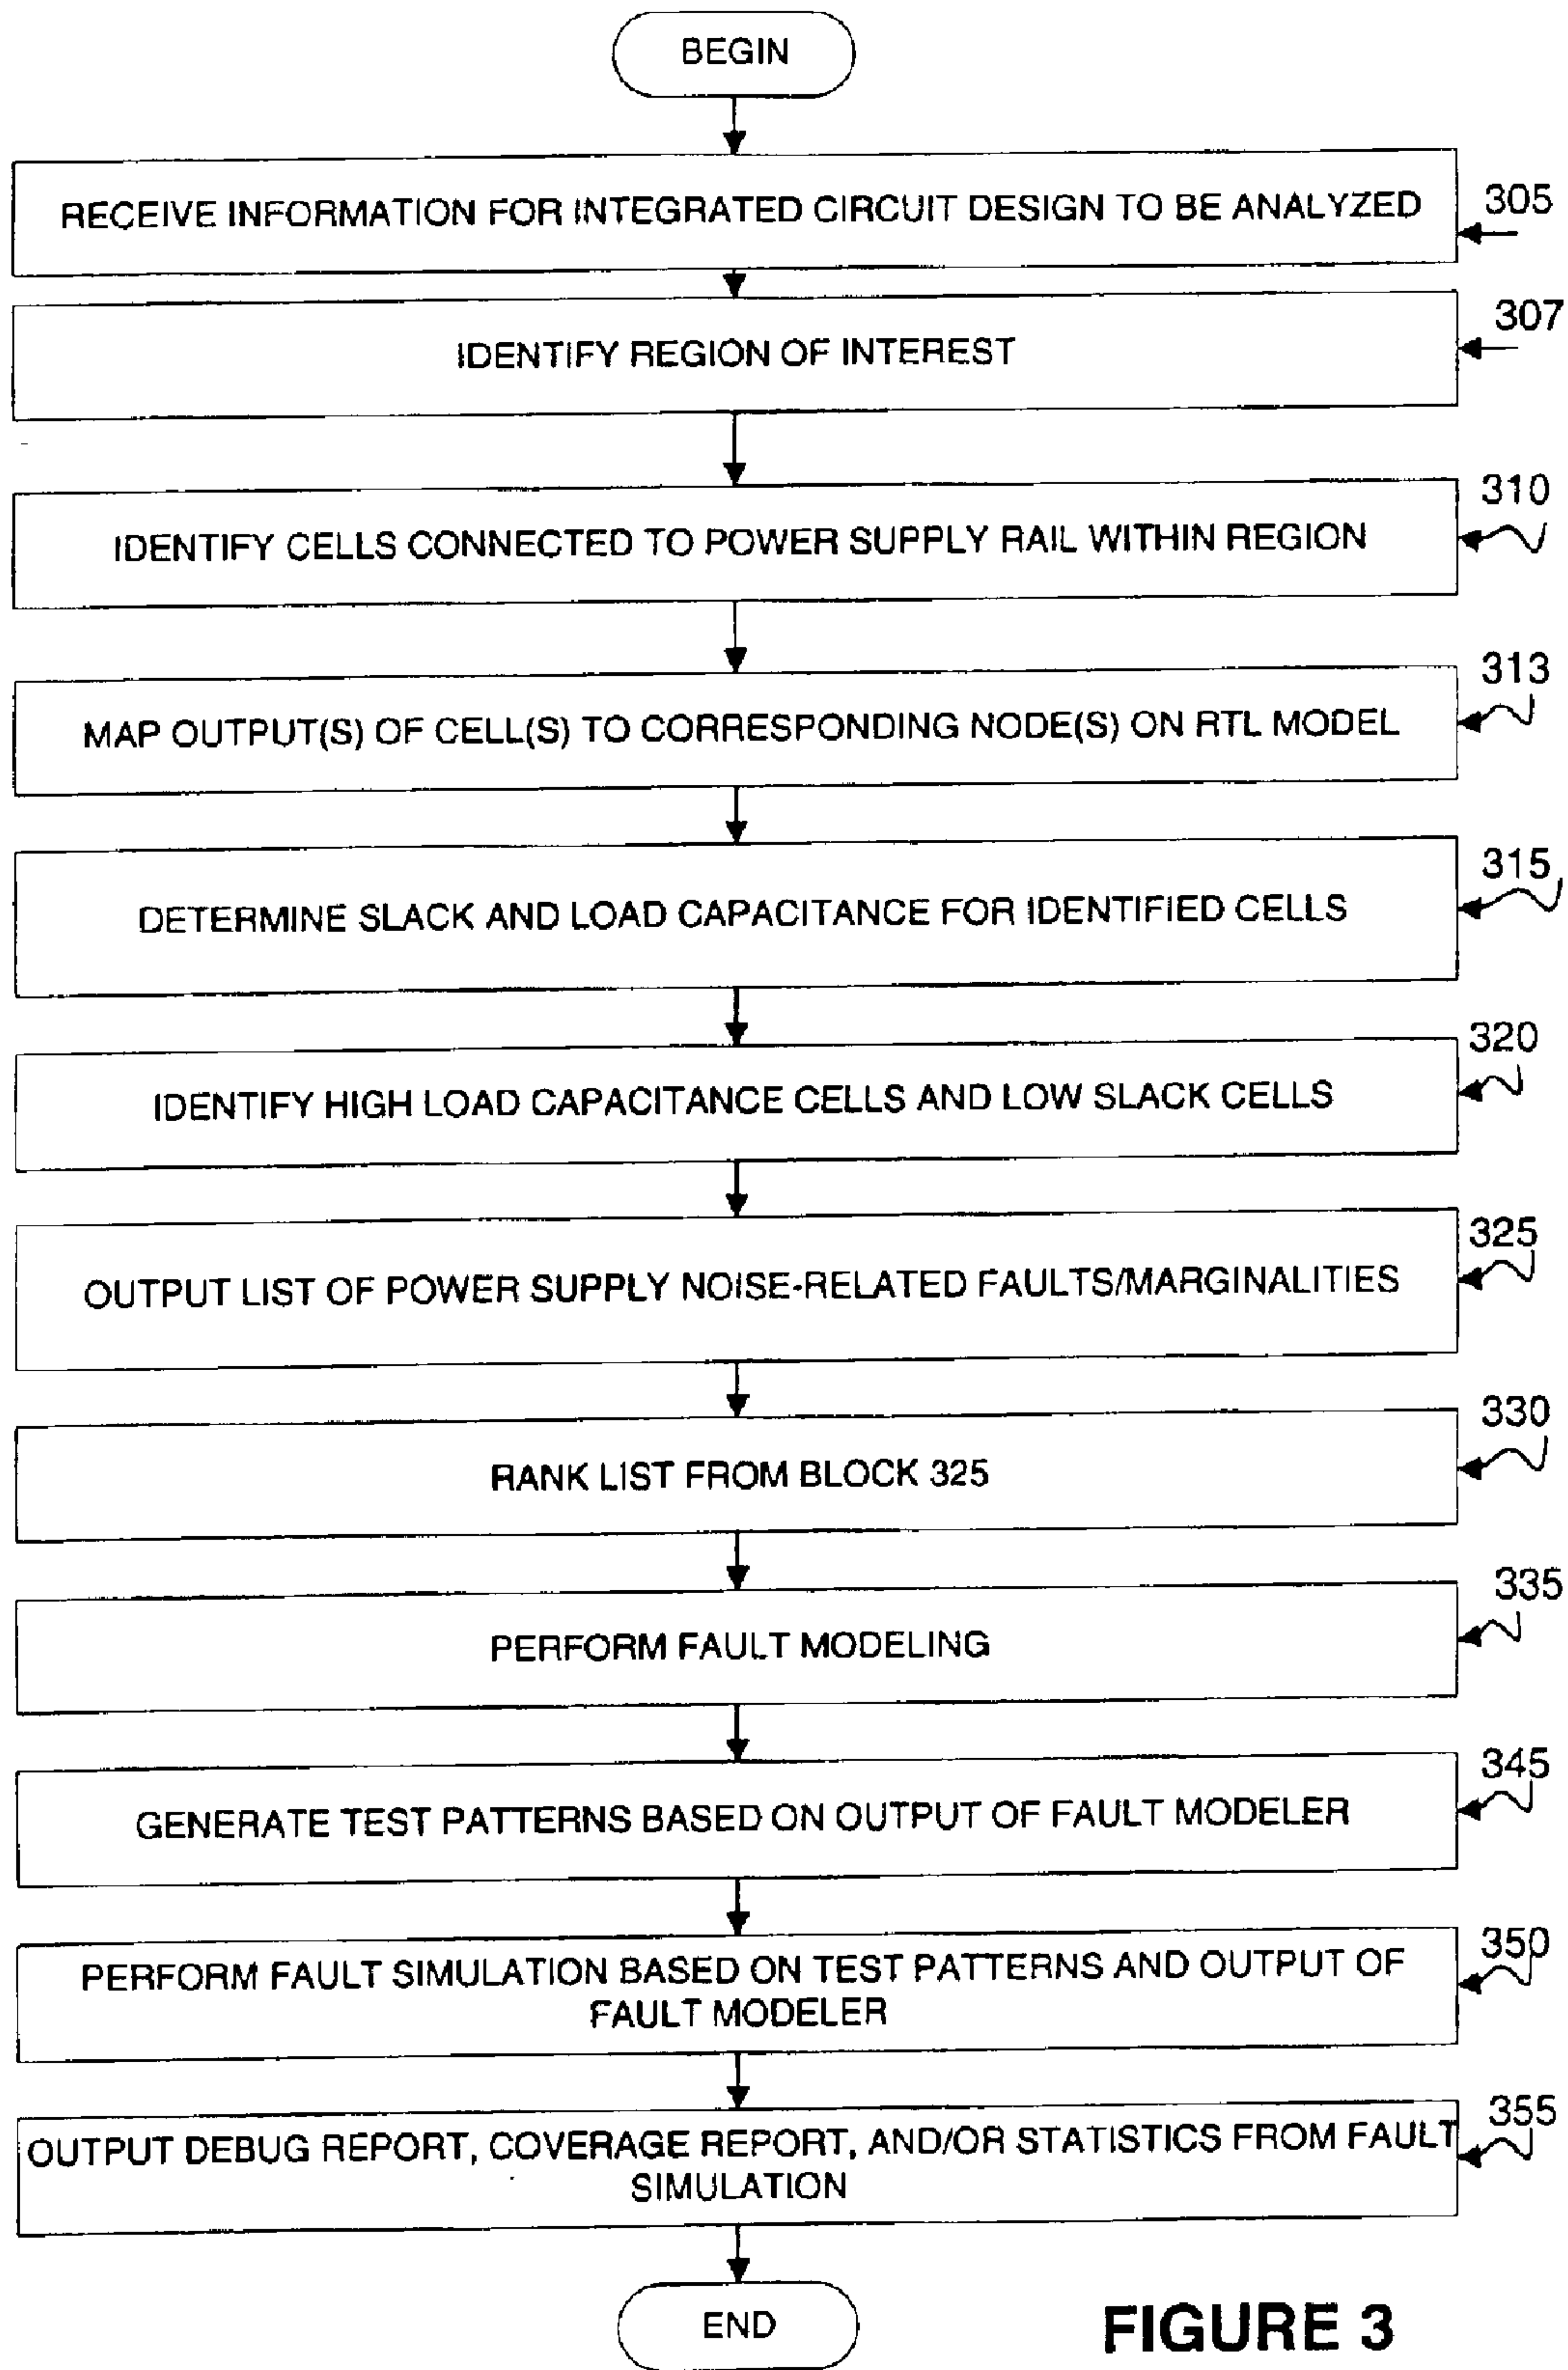 BEGIN
RECEIVE INFORMATION FOR INTEGRATED CIRCUIT DESIGN TO BE ANALYZED
305
IDENTIFY REGION OF INTEREST
307
IDENTIFY CELLS CONNECTED TO POWER SUPPLY RAIL WITHIN REGION
310
MAP OUTPUT(S) OF CELL(S) TO CORRESPONDING NODE(S) ON RTL MODEL
313
DETERMINE SLACK AND LOAD CAPACITANCE FOR IDENTIFIED CELLS
315
IDENTIFY HIGH LOAD CAPACITANCE CELLS AND LOW SLACK CELLS
320
OUTPUT LIST OF POWER SUPPLY NOISE-RELATED FAULTS/MARGINALITIES
325
RANK LIST FROM BLOCK 325
330
PERFORM FAULT MODELING
335
GENERATE TEST PATTERNS BASED ON OUTPUT OF FAULT MODELER
345
PERFORM FAULT SIMULATION BASED ON TEST PATTERNS AND OUTPUT OF
FAULT MODELER
350
OUTPUT DEBUG REPORT, COVERAGE REPORT, AND/OR STATISTICS FROM FAULT
SIMULATION
355
END
FIGURE 3